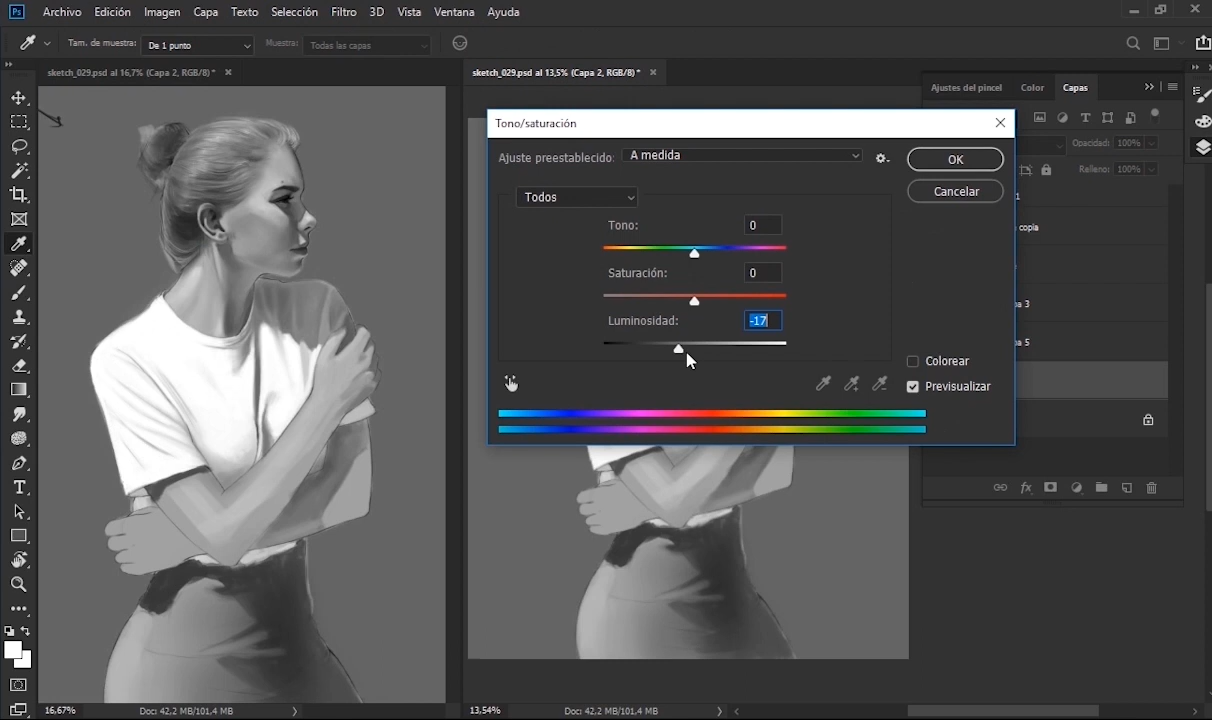 Ps Archivo Edición Imagen Capa Texto Selección Filtro 3D Vista Ventana Ayuda
Tam. de muestra: De 1 punto Muestra: Todas las capas
sketch_029.psd al 16,7% (Capa 2, RGB/8) * × sketch_029.psd al 13,5% (Capa 2, RGB/8) * ×
Ajustes del pincel Color Capas
Tono/saturación
Ajuste preestablecido: A medida OK
Opacidad: 100%
Relleno: 100%
Todos Cancelar
Tono: 0
copia
Saturación: 0
3
Luminosidad: -17
5
Colorear
Previsualizar
16,67% Doc: 42,2 MB/101,4 MB 13,54% Doc: 42,2 MB/101,4 MB